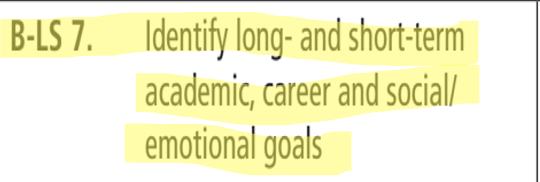 B-LS 7. Identify long- and short-term
academic, career and social/
emotional goals